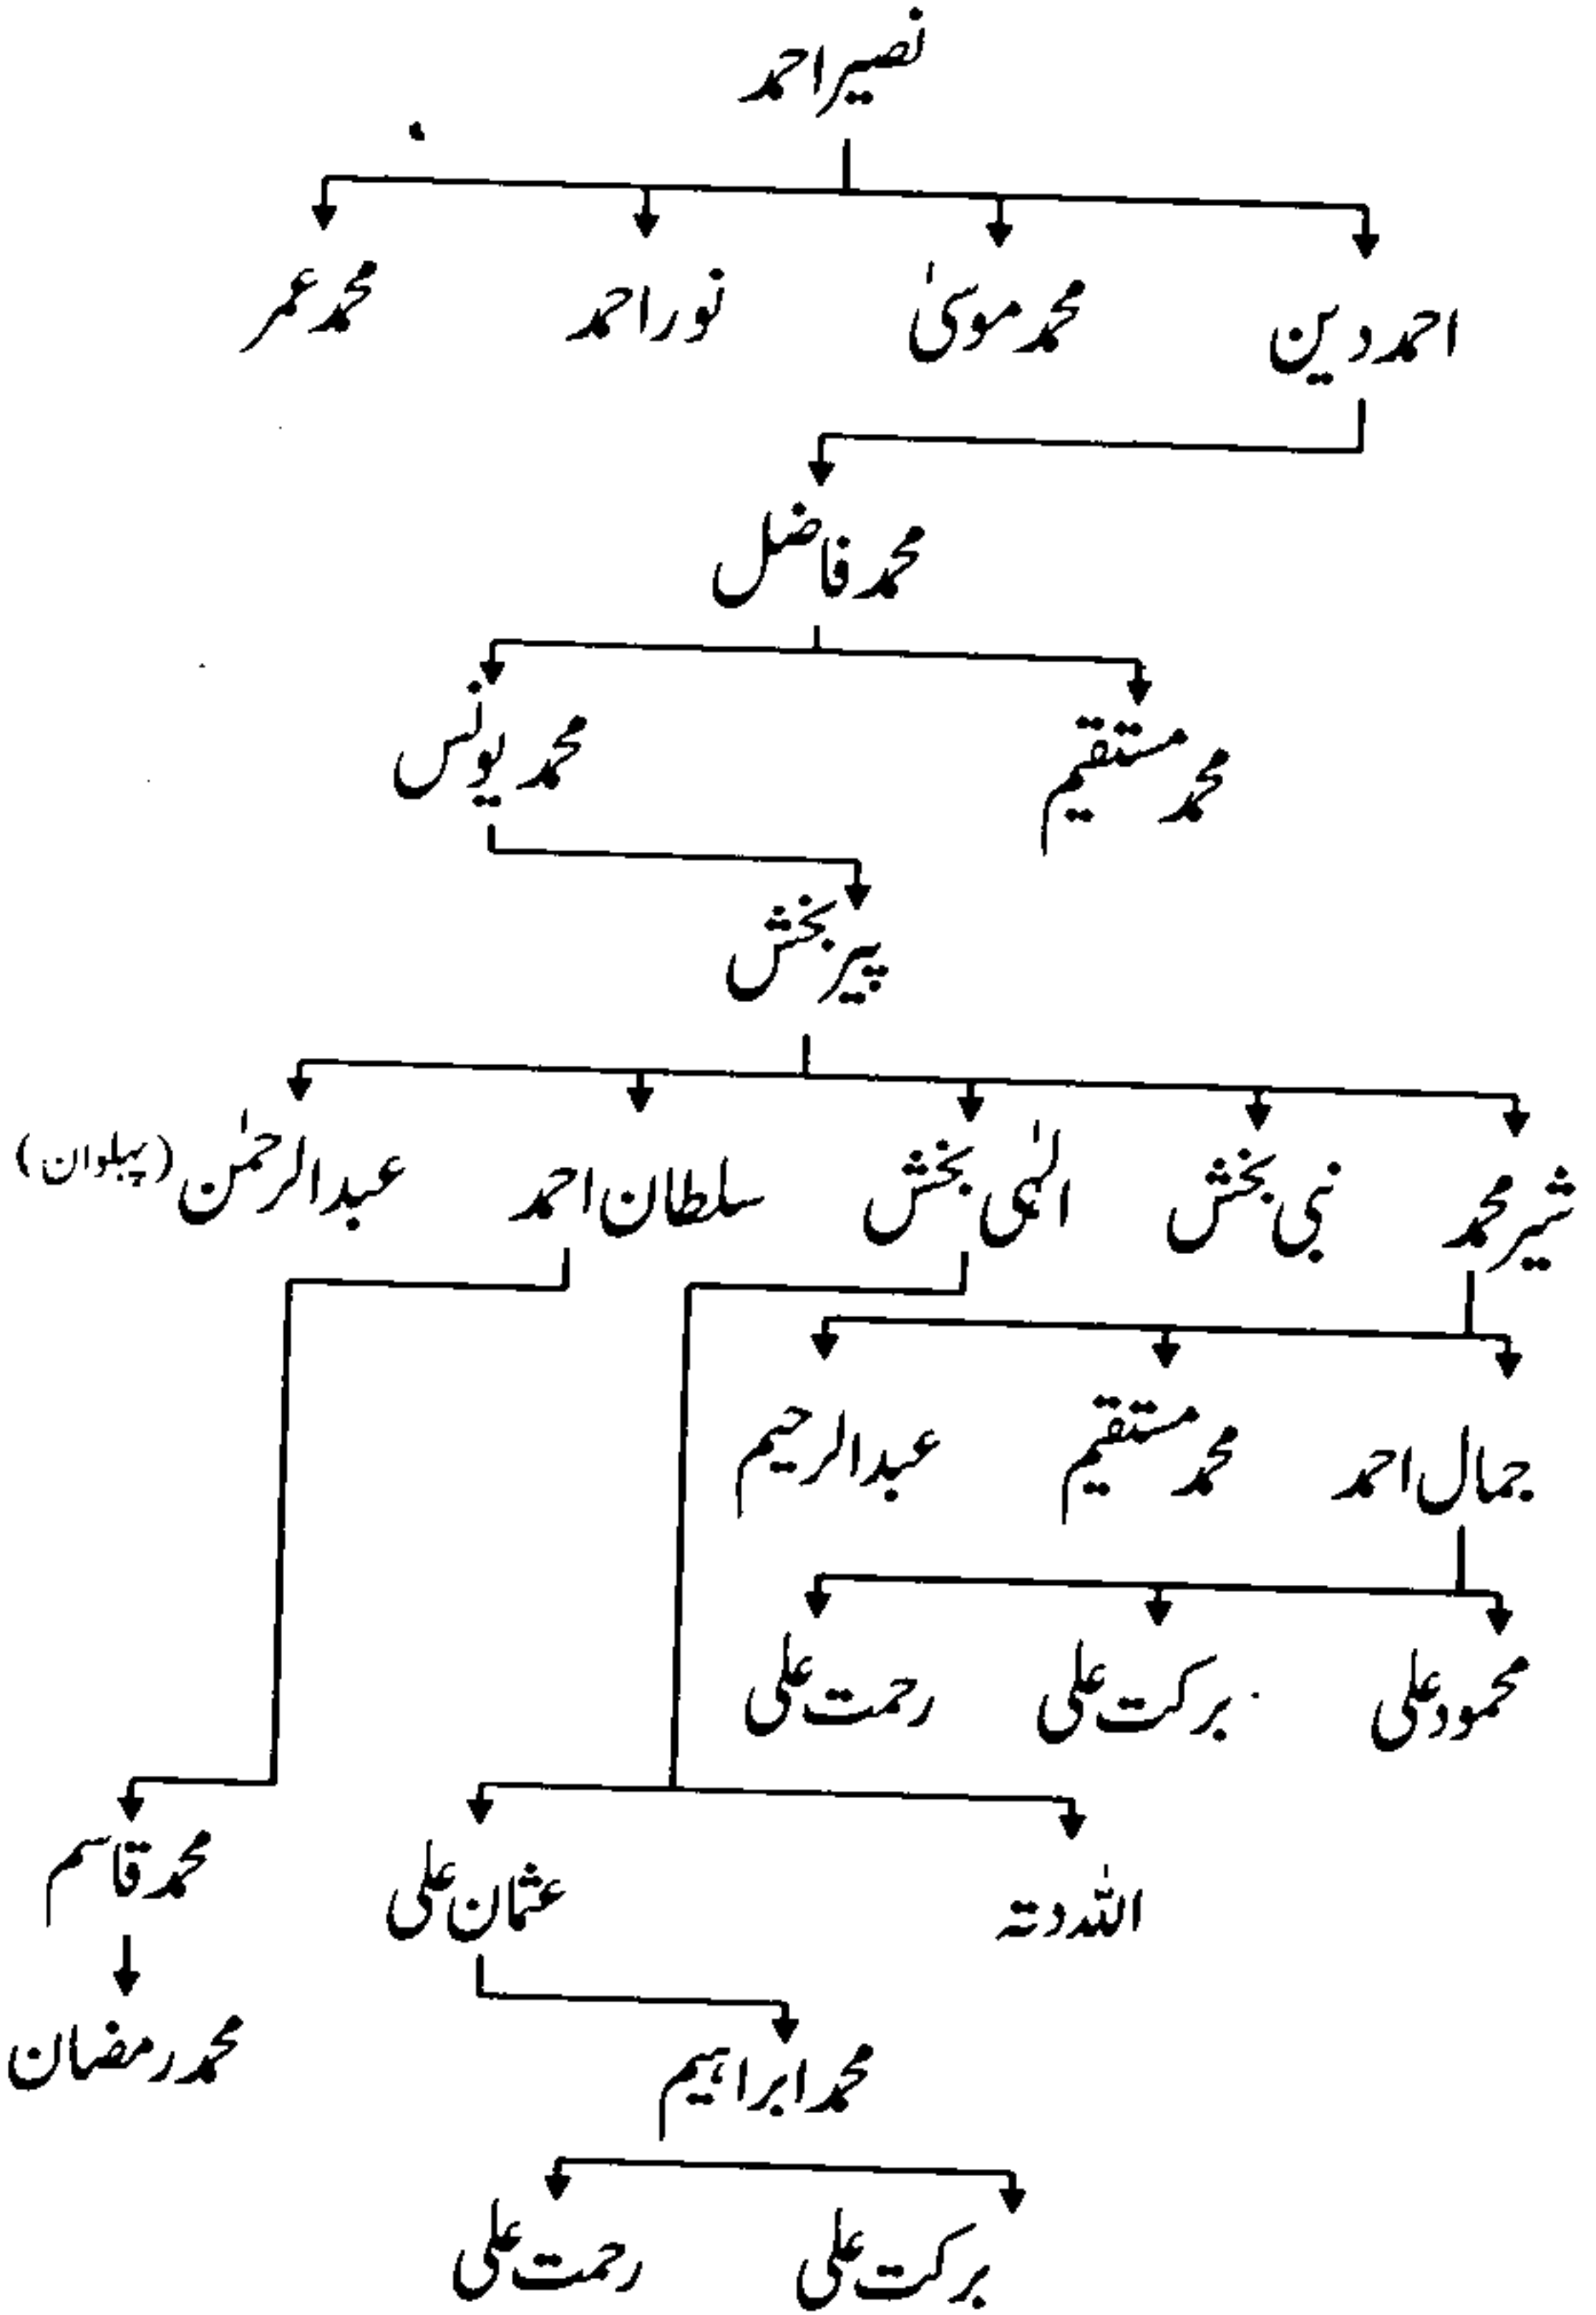 نصیر احمد
احمد دین محمد موسیٰ نور احمد محمد عمر
محمد فاضل
محمد مستقیم محمد یونس
پیر بخش
شیر محمد نبی بخش الٰہی بخش سلطان احمد عبدالرحمٰن (پہلوان)
جمال احمد محمد مستقیم عبدالرحیم
محمود علی برکت علی رحمت علی
اللہ دتہ عثمان علی محمد قاسم
محمد رمضان
محمد ابراہیم
برکت علی رحمت علی